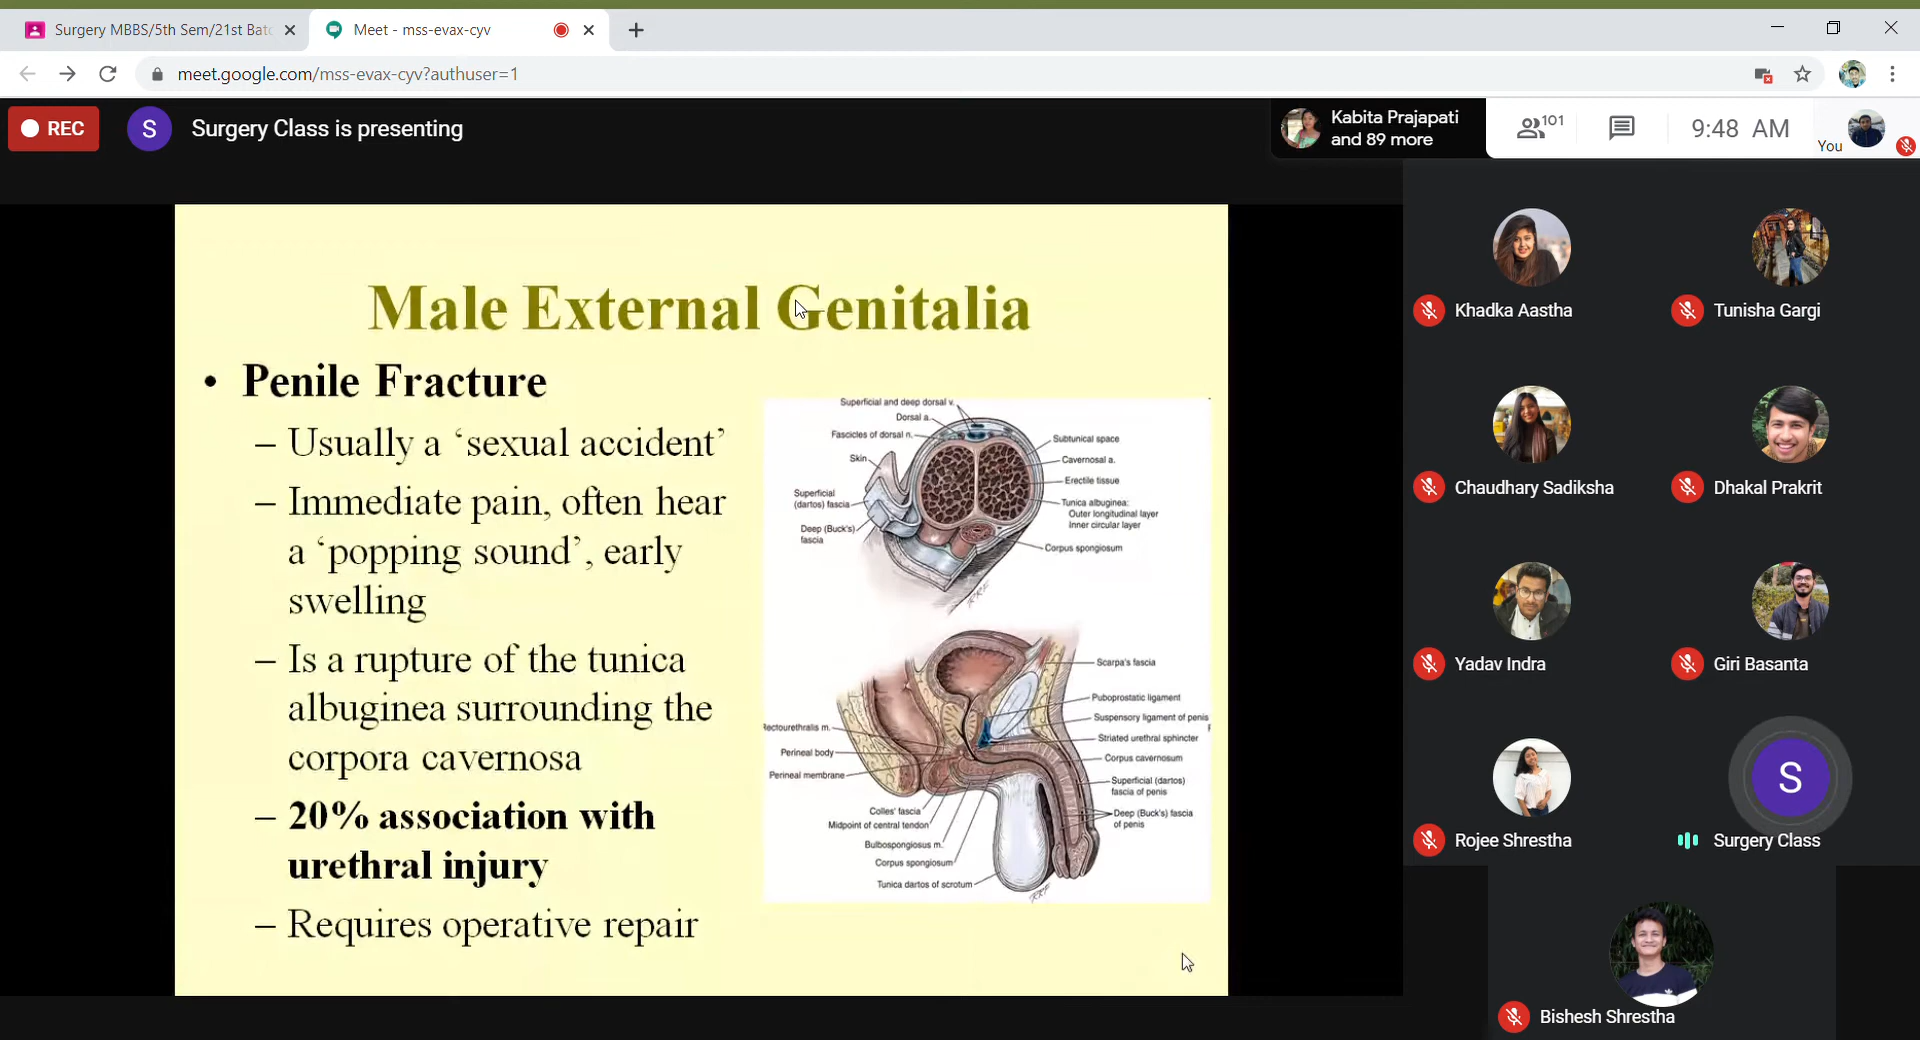 Surgery MBBS/5th Sem/21st Batc
Meet - mss-evax-cyv
meet.google.com/mss-evax-cyv?authuser=1
REC
S
Surgery Class is presenting
Kabita Prajapati
and 89 more
101
9:48 AM
You
Male External Genitalia
• Penile Fracture
– Usually a ‘sexual accident’
– Immediate pain, often hear
a ‘popping sound’, early
swelling
– Is a rupture of the tunica
albuginea surrounding the
corpora cavernosa
– 20% association with
urethral injury
– Requires operative repair
Superficial and deep dorsal v.
Dorsal a.
Fascicles of dorsal n.
Skin
Superficial
(dartos) fascia
Deep (Buck's)
fascia
Subtunical space
Cavernosal a.
Erectile tissue
Tunica albuginea:
Outer longitudinal layer
Inner circular layer
Corpus spongiosum
Scarpa's fascia
Puboprostatic ligament
Suspensory ligament of penis
Striated urethral sphincter
Corpus cavernosum
Superficial (dartos)
fascia of penis
Deep (Buck's) fascia
of penis
Rectourethralis m.
Perineal body
Perineal membrane
Colles' fascia
Midpoint of central tendon
Bulbospongiosus m.
Corpus spongiosum
Tunica dartos of scrotum
Khadka Aastha
Tunisha Gargi
Chaudhary Sadiksha
Dhakal Prakrit
Yadav Indra
Giri Basanta
Rojee Shrestha
S
Surgery Class
Bishesh Shrestha